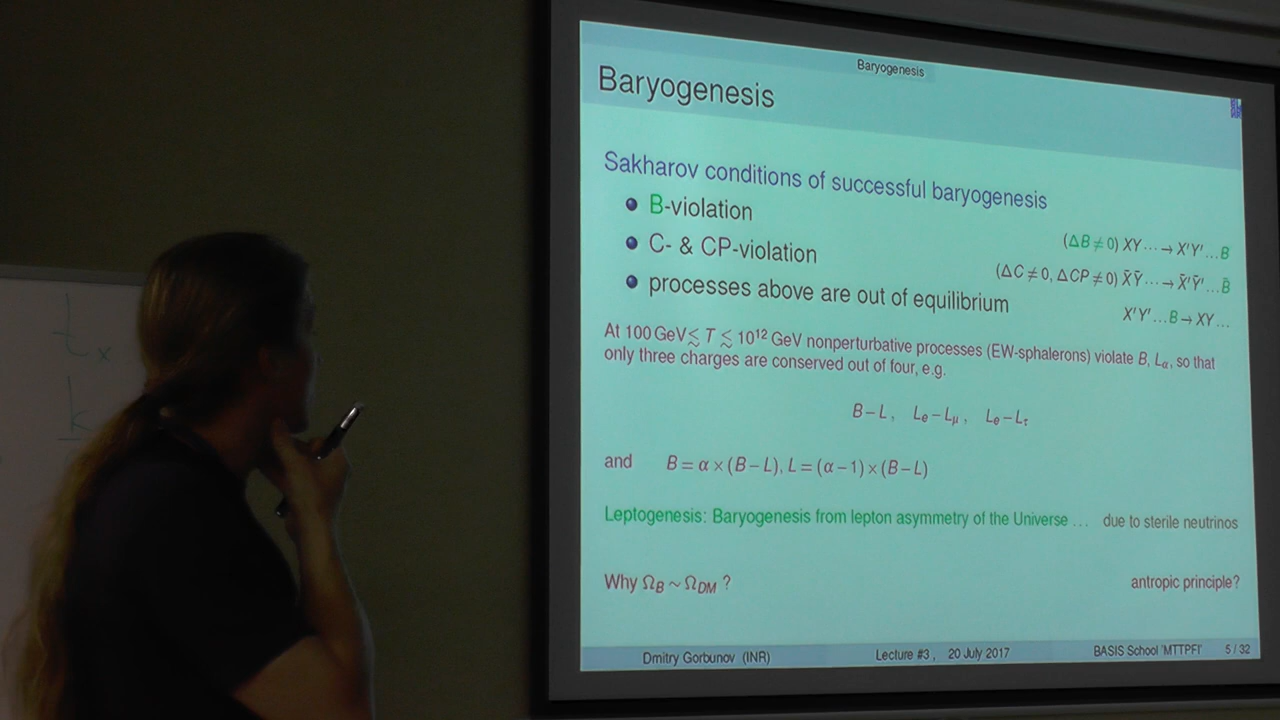 Baryogenesis
Baryogenesis
Sakharov conditions of successful baryogenesis
B-violation
(ΔB ≠ 0) XY ⋯ → X′Y′ … B
C- & CP-violation
(ΔC ≠ 0, ΔCP ≠ 0) X̄Ȳ ⋯ → X̄′Ȳ′ … B̄
processes above are out of equilibrium
X′Y′ … B → XY …
At 100 GeV ≲ T ≲ 10¹² GeV nonperturbative processes (EW-sphalerons) violate B, Lα, so that
only three charges are conserved out of four, e.g.
B − L , Lₑ − Lμ , Lₑ − Lτ
and B = α × (B − L), L = (α − 1) × (B − L)
Leptogenesis: Baryogenesis from lepton asymmetry of the Universe … due to sterile neutrinos
Why Ω_B ∼ Ω_DM ? antropic principle?
Dmitry Gorbunov (INR) Lecture #3 , 20 July 2017 BASIS School 'MTTPFI' 5 / 32
k